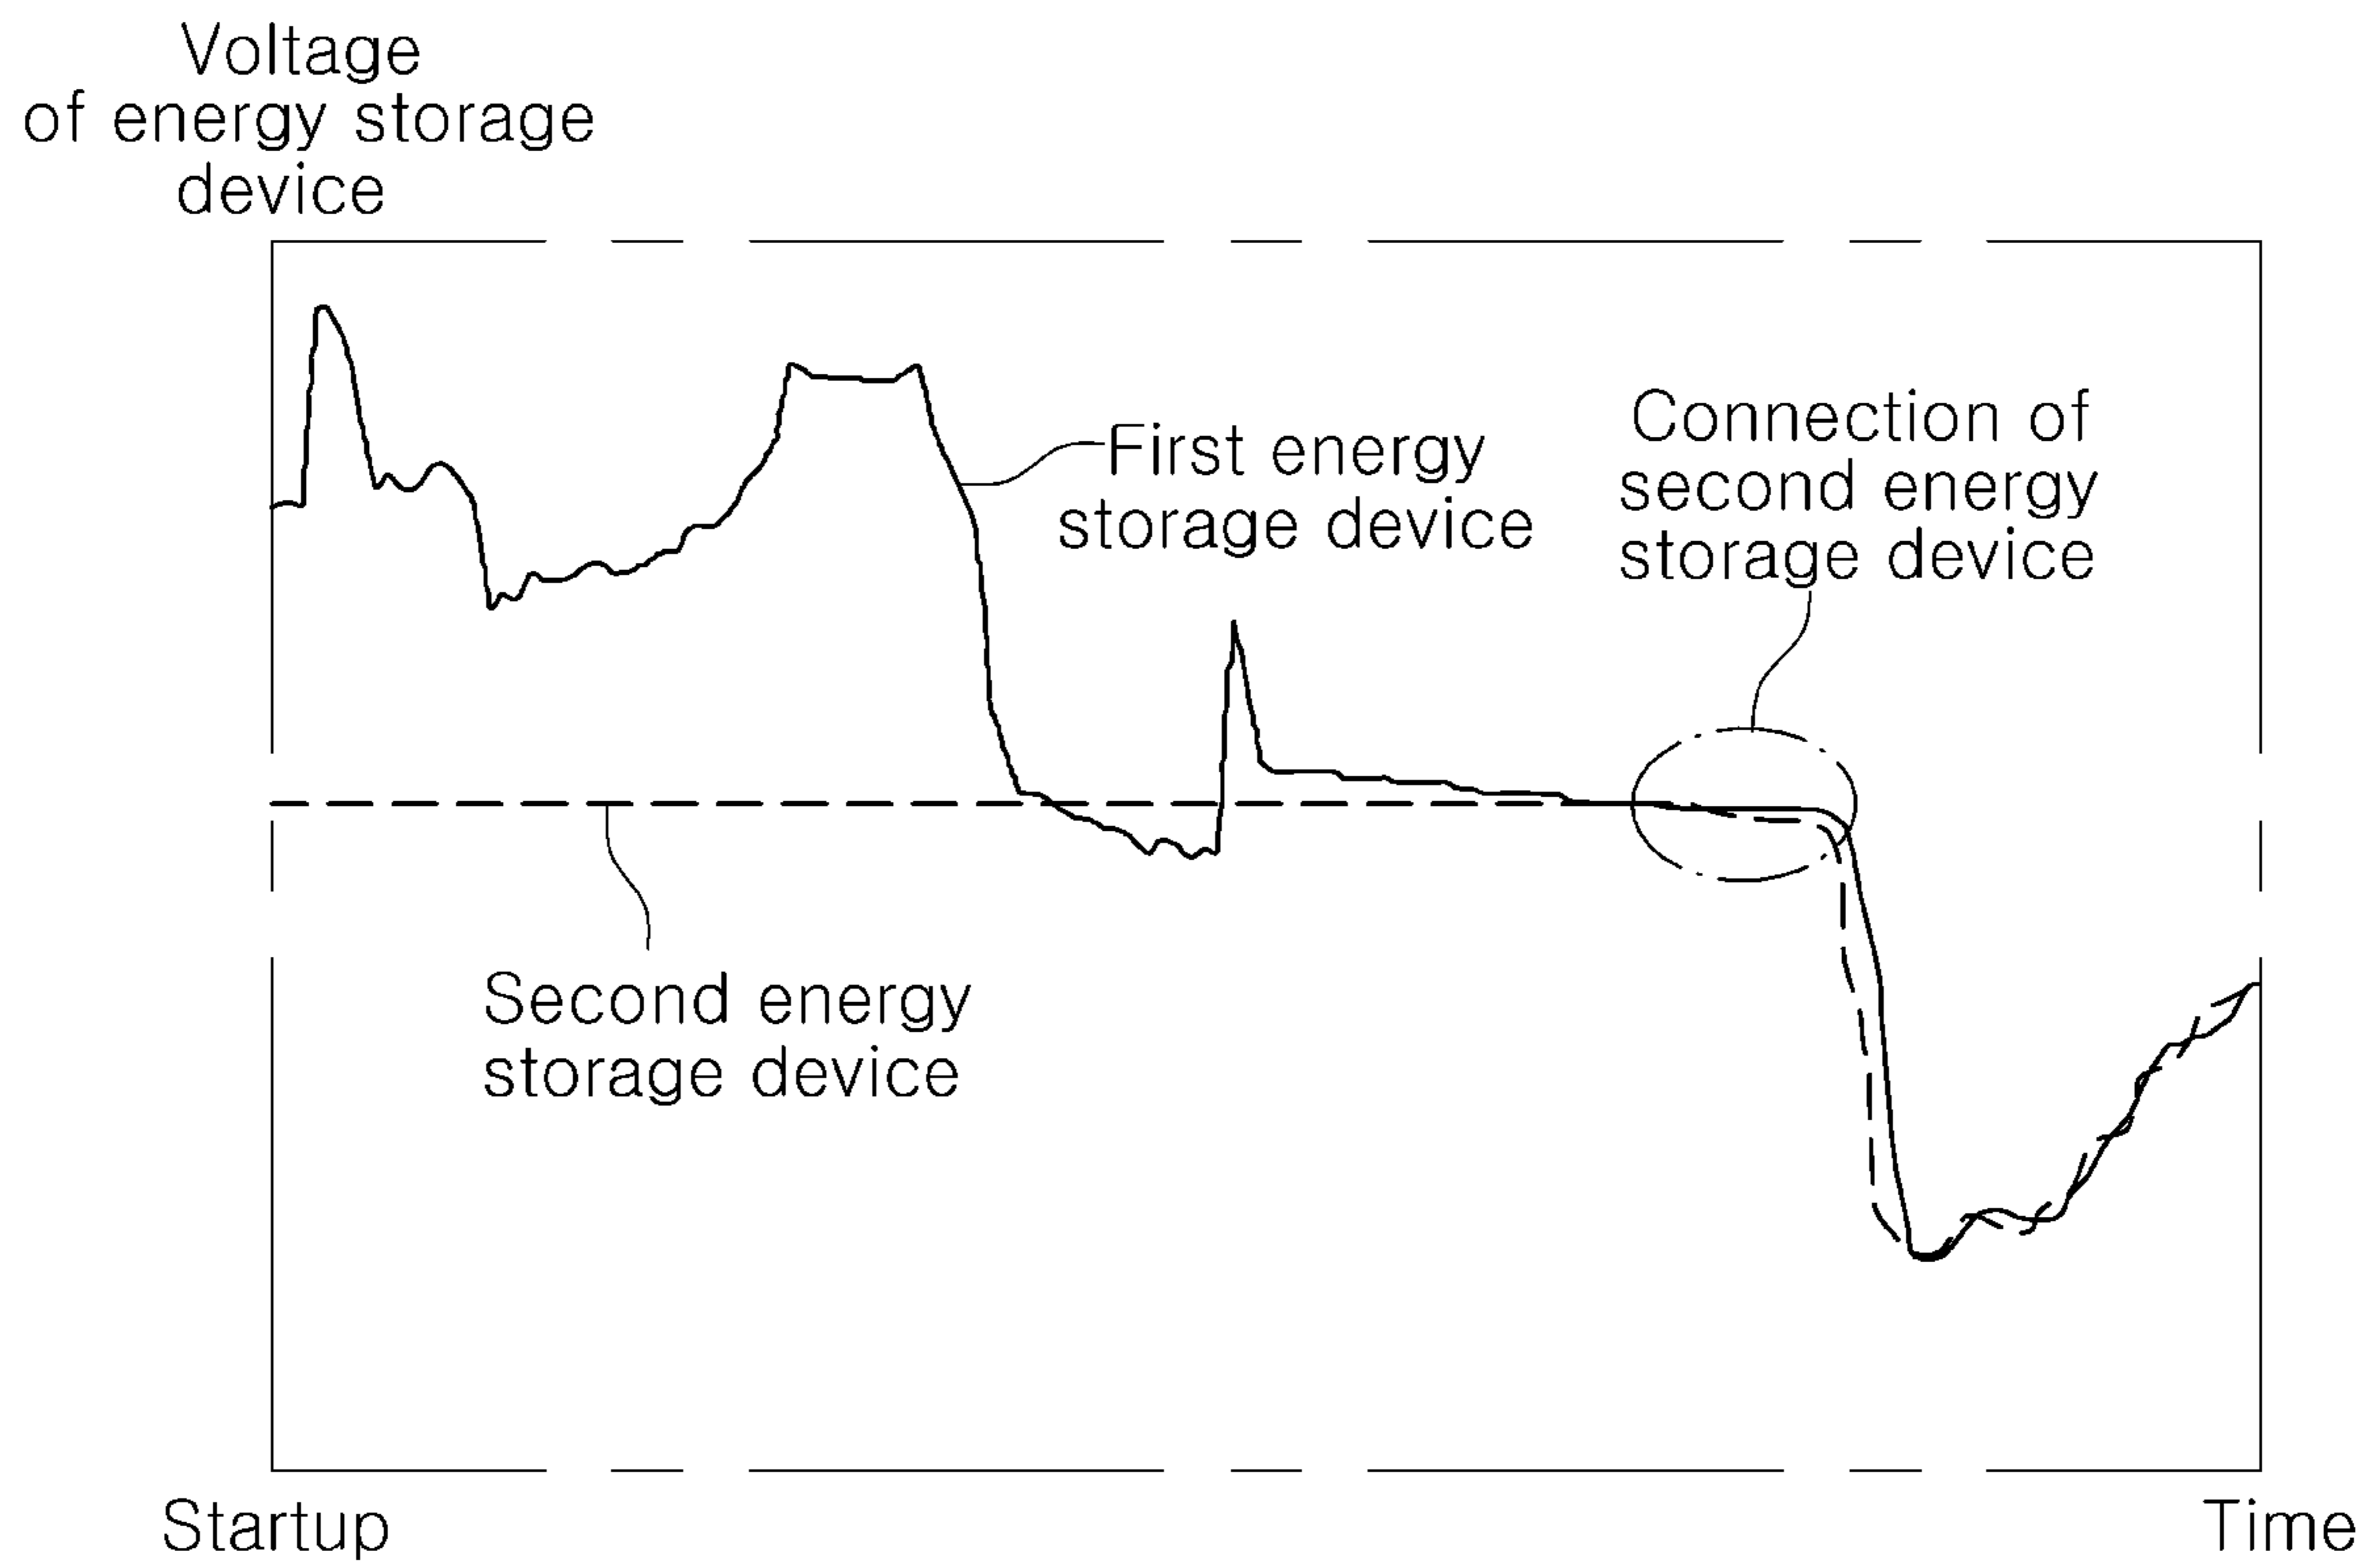 Voltage
of energy storage
device
First energy
storage device
Connection of
second energy
storage device
Second energy
storage device
Startup
Time